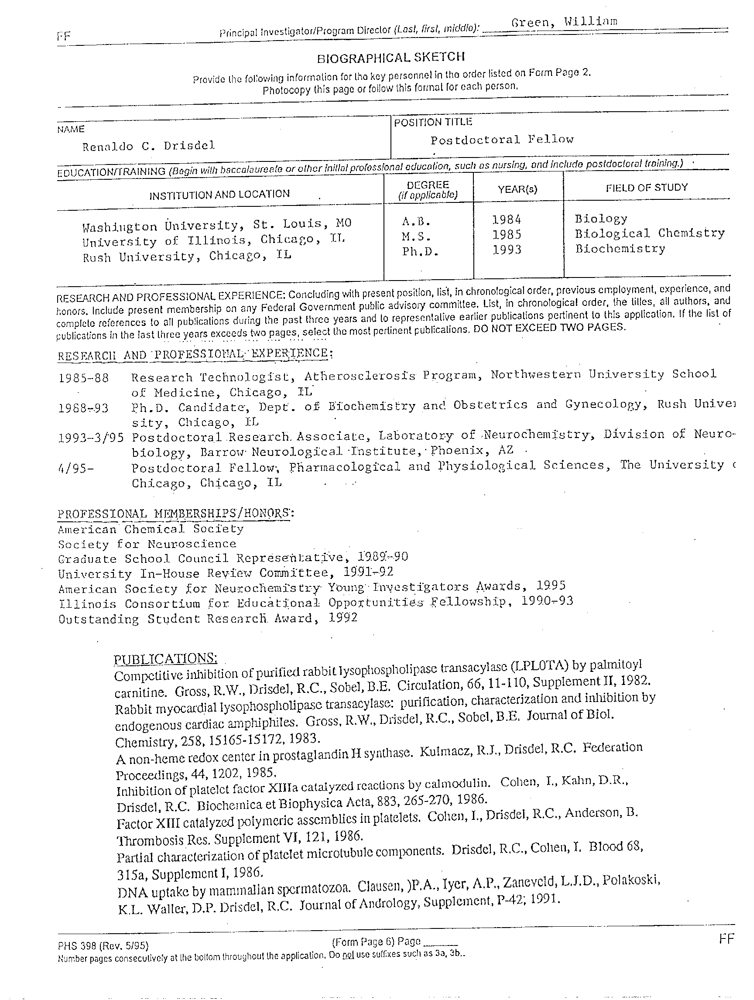 FF
Principal Investigator/Program Director (Last, first, middle): Green, William
BIOGRAPHICAL SKETCH
Provide the following information for the key personnel in the order listed on Form Page 2.
Photocopy this page or follow this format for each person.
NAME
POSITION TITLE
Renaldo C. Drisdel
Postdoctoral Fellow
EDUCATION/TRAINING (Begin with baccalaureate or other initial professional education, such as nursing, and include postdoctoral training.)
INSTITUTION AND LOCATION
DEGREE
(if applicable)
YEAR(s)
FIELD OF STUDY
Washington University, St. Louis, MO A.B. 1984 Biology
University of Illinois, Chicago, IL M.S. 1985 Biological Chemistry
Rush University, Chicago, IL Ph.D. 1993 Biochemistry
RESEARCH AND PROFESSIONAL EXPERIENCE: Concluding with present position, list, in chronological order, previous employment, experience, and
honors. Include present membership on any Federal Government public advisory committee. List, in chronological order, the titles, all authors, and
complete references to all publications during the past three years and to representative earlier publications pertinent to this application. If the list of
publications in the last three years exceeds two pages, select the most pertinent publications. DO NOT EXCEED TWO PAGES.
RESEARCH AND PROFESSIONAL EXPERIENCE:
1985-88 Research Technologist, Atherosclerosis Program, Northwestern University School
of Medicine, Chicago, IL
1988-93 Ph.D. Candidate, Dept. of Biochemistry and Obstetrics and Gynecology, Rush Univer
sity, Chicago, IL
1993-3/95 Postdoctoral Research Associate, Laboratory of Neurochemistry, Division of Neuro-
biology, Barrow Neurological Institute, Phoenix, AZ
4/95- Postdoctoral Fellow, Pharmacological and Physiological Sciences, The University o
Chicago, Chicago, IL
PROFESSIONAL MEMBERSHIPS/HONORS:
American Chemical Society
Society for Neuroscience
Graduate School Council Representative, 1989-90
University In-House Review Committee, 1991-92
American Society for Neurochemistry Young Investigators Awards, 1995
Illinois Consortium for Educational Opportunities Fellowship, 1990-93
Outstanding Student Research Award, 1992
PUBLICATIONS:
Competitive inhibition of purified rabbit lysophospholipase transacylase (LPL0TA) by palmitoyl
carnitine. Gross, R.W., Drisdel, R.C., Sobel, B.E. Circulation, 66, 11-110, Supplement II, 1982.
Rabbit myocardial lysophospholipase transacylase: purification, characterization and inhibition by
endogenous cardiac amphiphiles. Gross, R.W., Drisdel, R.C., Sobel, B.E. Journal of Biol.
Chemistry, 258, 15165-15172, 1983.
A non-heme redox center in prostaglandin H synthase. Kulmacz, R.J., Drisdel, R.C. Federation
Proceedings, 44, 1202, 1985.
Inhibition of platelet factor XIIIa catalyzed reactions by calmodulin. Cohen, I., Kahn, D.R.,
Drisdel, R.C. Biochemica et Biophysica Acta, 883, 265-270, 1986.
Factor XIII catalyzed polymeric assemblies in platelets. Cohen, I., Drisdel, R.C., Anderson, B.
Thrombosis Res. Supplement VI, 121, 1986.
Partial characterization of platelet microtubule components. Drisdel, R.C., Cohen, I. Blood 68,
315a, Supplement I, 1986.
DNA uptake by mammalian spermatozoa. Clausen, )P.A., Iyer, A.P., Zaneveld, L.J.D., Polakoski,
K.L. Waller, D.P. Drisdel, R.C. Journal of Andrology, Supplement, P-42; 1991.
PHS 398 (Rev. 5/95)
(Form Page 6) Page
FF
Number pages consecutively at the bottom throughout the application. Do not use suffixes such as 3a, 3b..